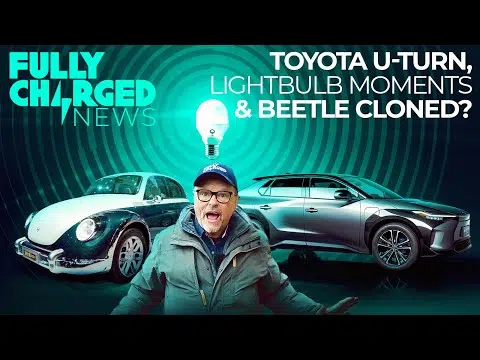 FULLY
CHARGED
NEWS
TOYOTA U-TURN,
LIGHTBULB MOMENTS
& BEETLE CLONED?